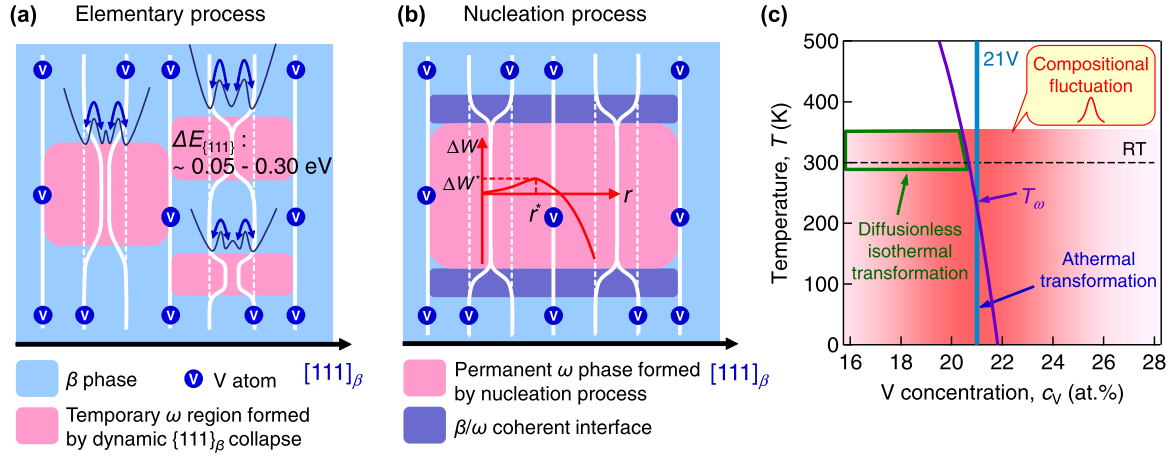 (a) Elementary process
V V V V
ΔE{111} :
~ 0.05 - 0.30 eV
V V V
V V V V
[111]β
β phase
V V atom
Temporary ω region formed
by dynamic {111}β collapse
(b) Nucleation process
V V V
ΔW
ΔW*
r
r*
V
V V V V
[111]β
Permanent ω phase formed
by nucleation process
β/ω coherent interface
(c)
500
400
300
200
100
0
Temperature, T (K)
21V
Compositional
fluctuation
RT
Tω
Diffusionless
isothermal
transformation
Athermal
transformation
16 18 20 22 24 26 28
V concentration, cV (at.%)